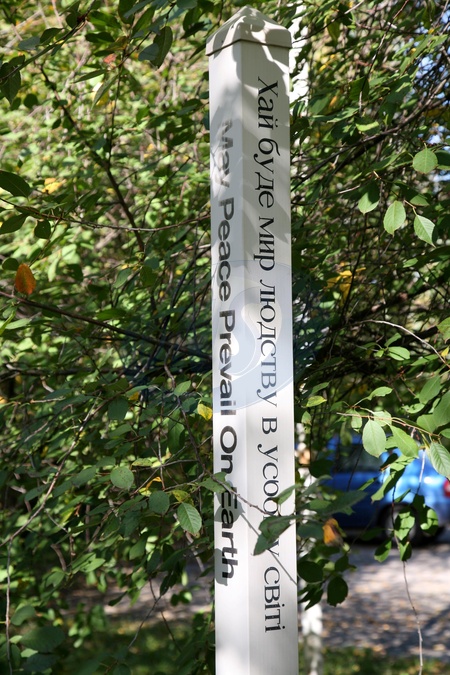 May Peace Prevail On Earth
Хай буде мир людству в світі